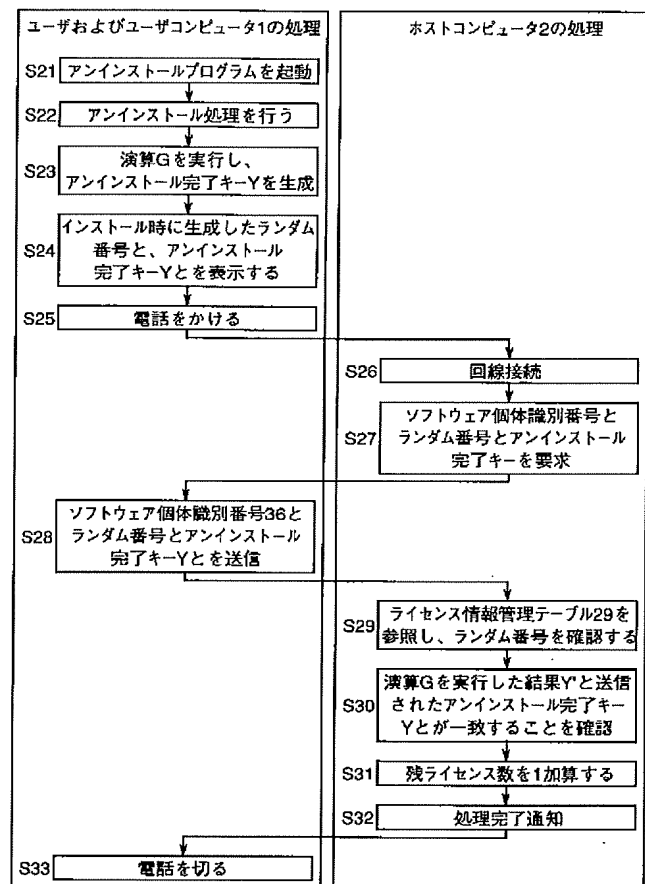 ユーザおよびユーザコンピュータ1の処理
ホストコンピュータ2の処理
S21
アンインストールプログラムを起動
S22
アンインストール処理を行う
S23
演算Gを実行し、
アンインストール完了キーYを生成
S24
インストール時に生成したランダム
番号と、アンインストール
完了キーYとを表示する
S25
電話をかける
S26
回線接続
S27
ソフトウェア個体識別番号と
ランダム番号とアンインストール
完了キーを要求
S28
ソフトウェア個体識別番号36と
ランダム番号とアンインストール
完了キーYとを送信
S29
ライセンス情報管理テーブル29を
参照し、ランダム番号を確認する
S30
演算Gを実行した結果Y'と送信
されたアンインストール完了キー
Yとが一致することを確認
S31
残ライセンス数を1加算する
S32
処理完了通知
S33
電話を切る